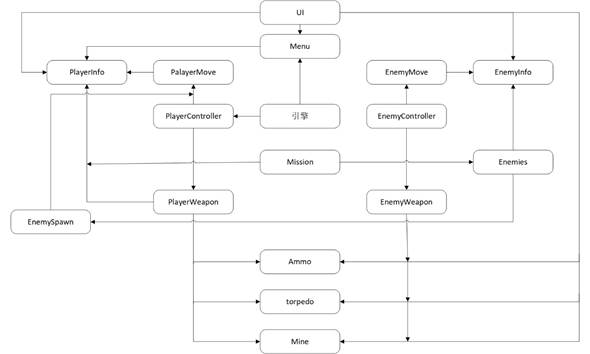 UI
Menu
PlayerInfo
PalayerMove
EnemyMove
EnemyInfo
PlayerController
引擎
EnemyController
Mission
Enemies
PlayerWeapon
EnemyWeapon
EnemySpawn
Ammo
torpedo
Mine